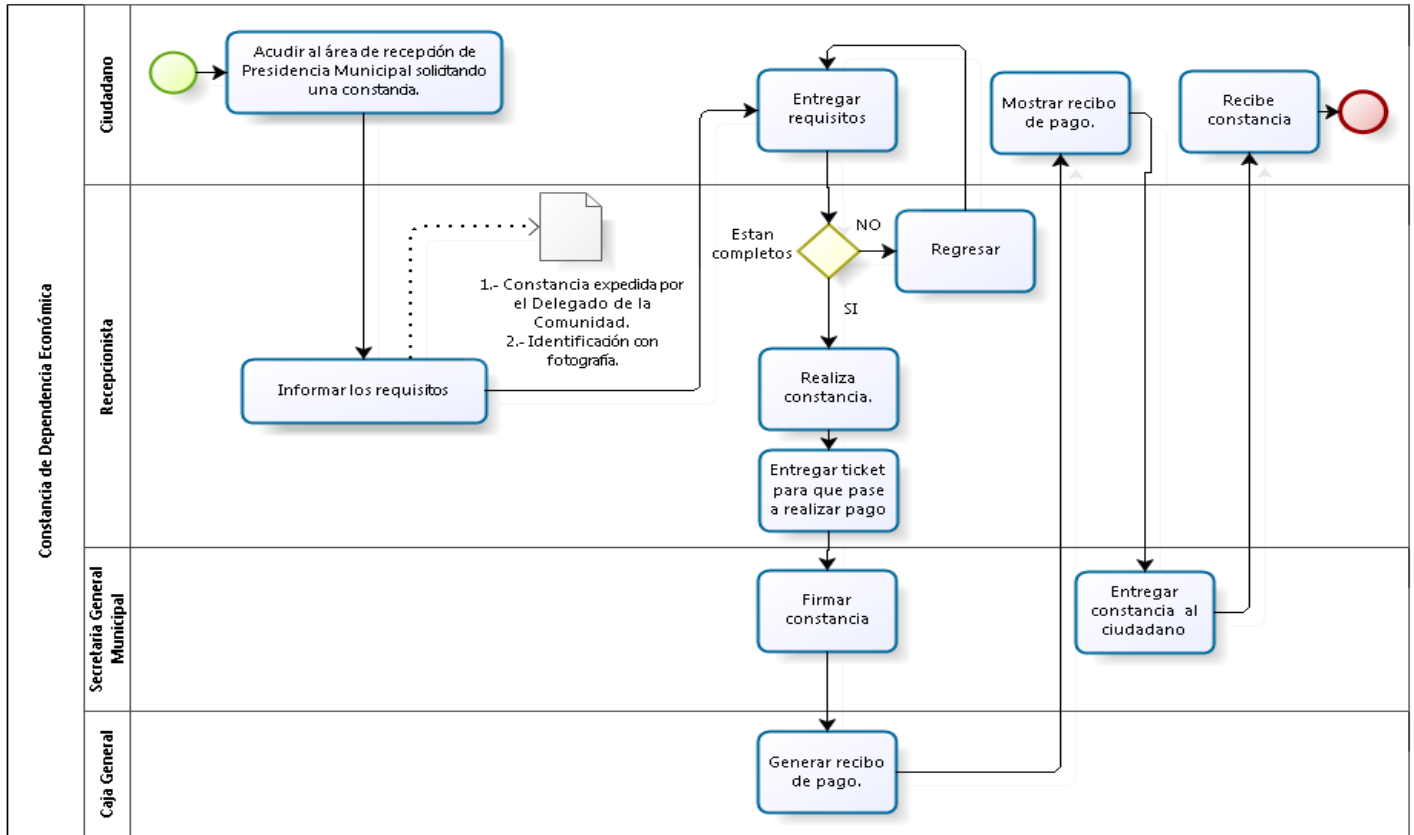 Constancia de Dependencia Económica
Ciudadano
Acudir al área de recepción de
Presidencia Municipal solicitando
una constancia.
Entregar
requisitos
Mostrar recibo
de pago.
Recibe
constancia
Recepcionista
Informar los requisitos
1.- Constancia expedida por
el Delegado de la
Comunidad.
2.- Identificación con
fotografía.
Estan
completos
NO
Regresar
SI
Realiza
constancia.
Entregar ticket
para que pase
a realizar pago
Secretaria General
Municipal
Firmar
constancia
Entregar
constancia al
ciudadano
Caja General
Generar recibo
de pago.